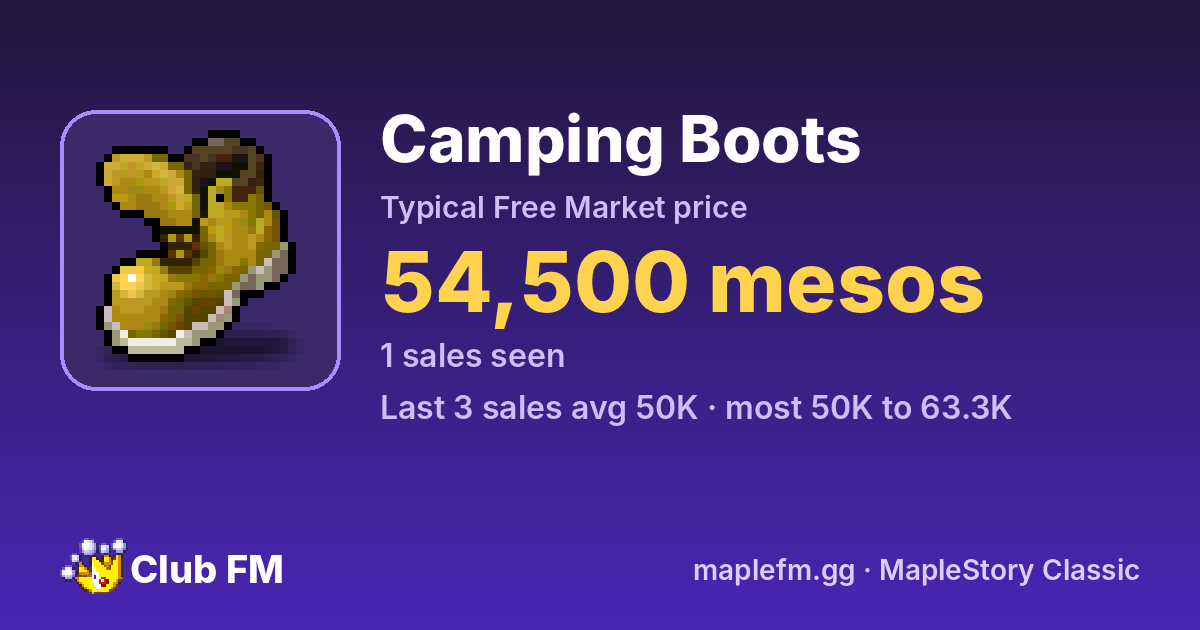 Camping Boots
Typical Free Market price
54,500 mesos
1 sales seen
Last 3 sales avg 50K · most 50K to 63.3K
Club FM
maplefm.gg · MapleStory Classic